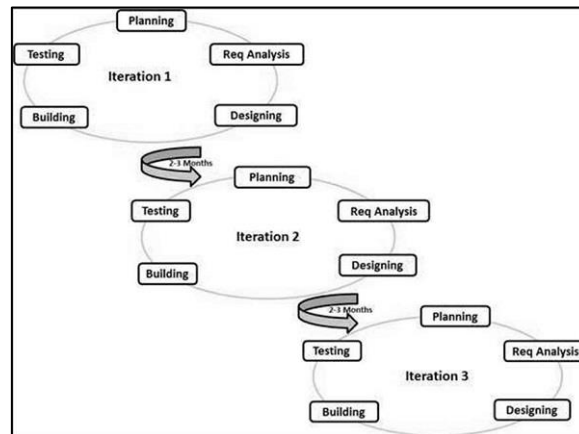 Planning
Testing
Req Analysis
Iteration 1
Building
Designing
2-3 Months
Planning
Testing
Req Analysis
Iteration 2
Building
Designing
2-3 Months
Planning
Testing
Req Analysis
Iteration 3
Building
Designing